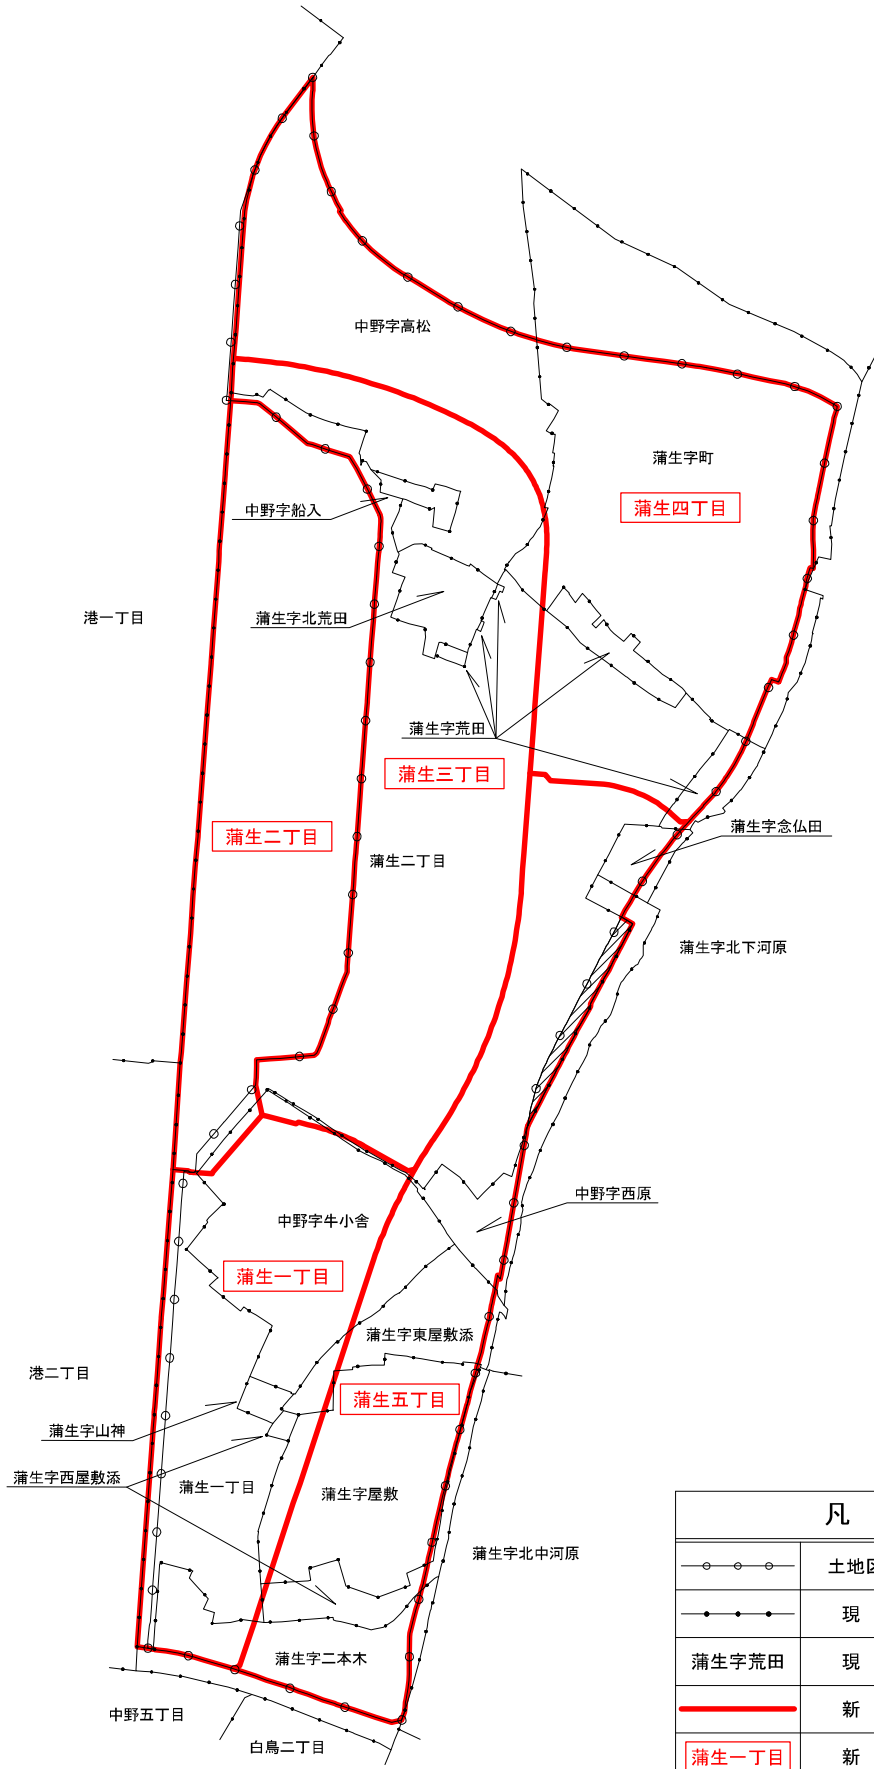 中野字高松
蒲生字町
蒲生四丁目
中野字船入
港一丁目
蒲生字北荒田
蒲生字荒田
蒲生三丁目
蒲生二丁目
蒲生字念仏田
蒲生二丁目
蒲生字北下河原
中野字西原
中野字牛小舎
蒲生一丁目
蒲生字東屋敷添
港二丁目
蒲生五丁目
蒲生字山神
蒲生字西屋敷添
蒲生一丁目
蒲生字屋敷
蒲生字北中河原
蒲生字二本木
中野五丁目
白鳥二丁目
凡
土地区
現
蒲生字荒田 現
新
蒲生一丁目 新